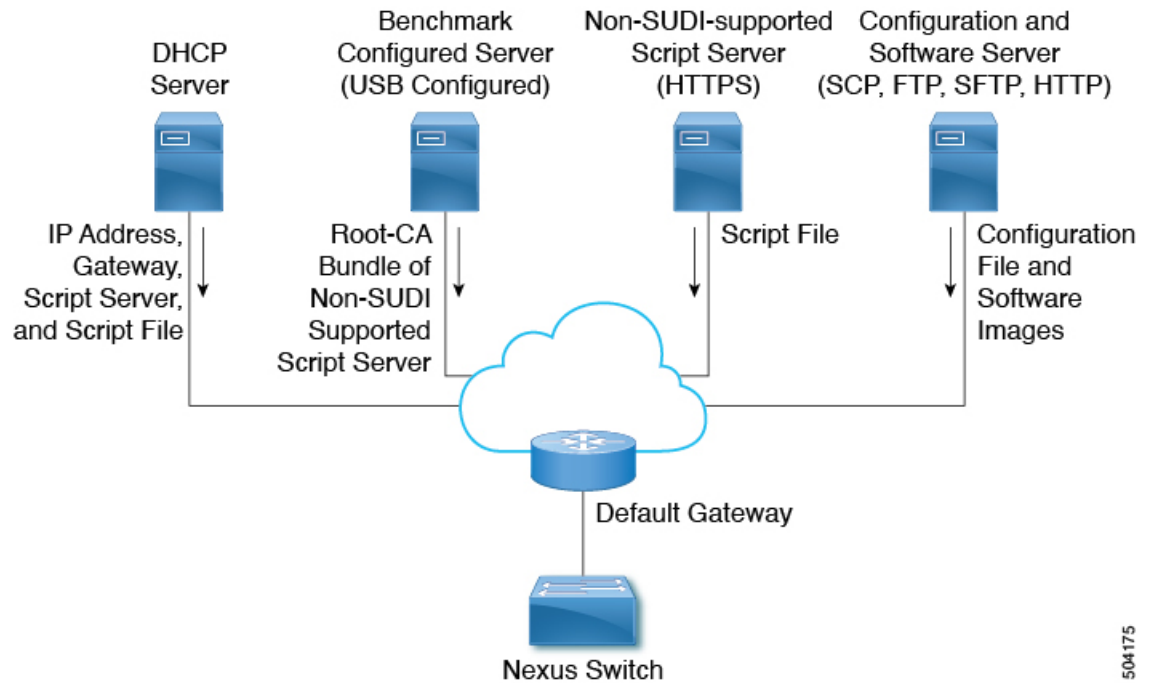 DHCP
Server
Benchmark
Configured Server
(USB Configured)
Non-SUDI-supported
Script Server
(HTTPS)
Configuration and
Software Server
(SCP, FTP, SFTP, HTTP)
IP Address,
Gateway,
Script Server,
and Script File
Root-CA
Bundle of
Non-SUDI
Supported
Script Server
Script File
Configuration
File and
Software
Images
Default Gateway
Nexus Switch
504175